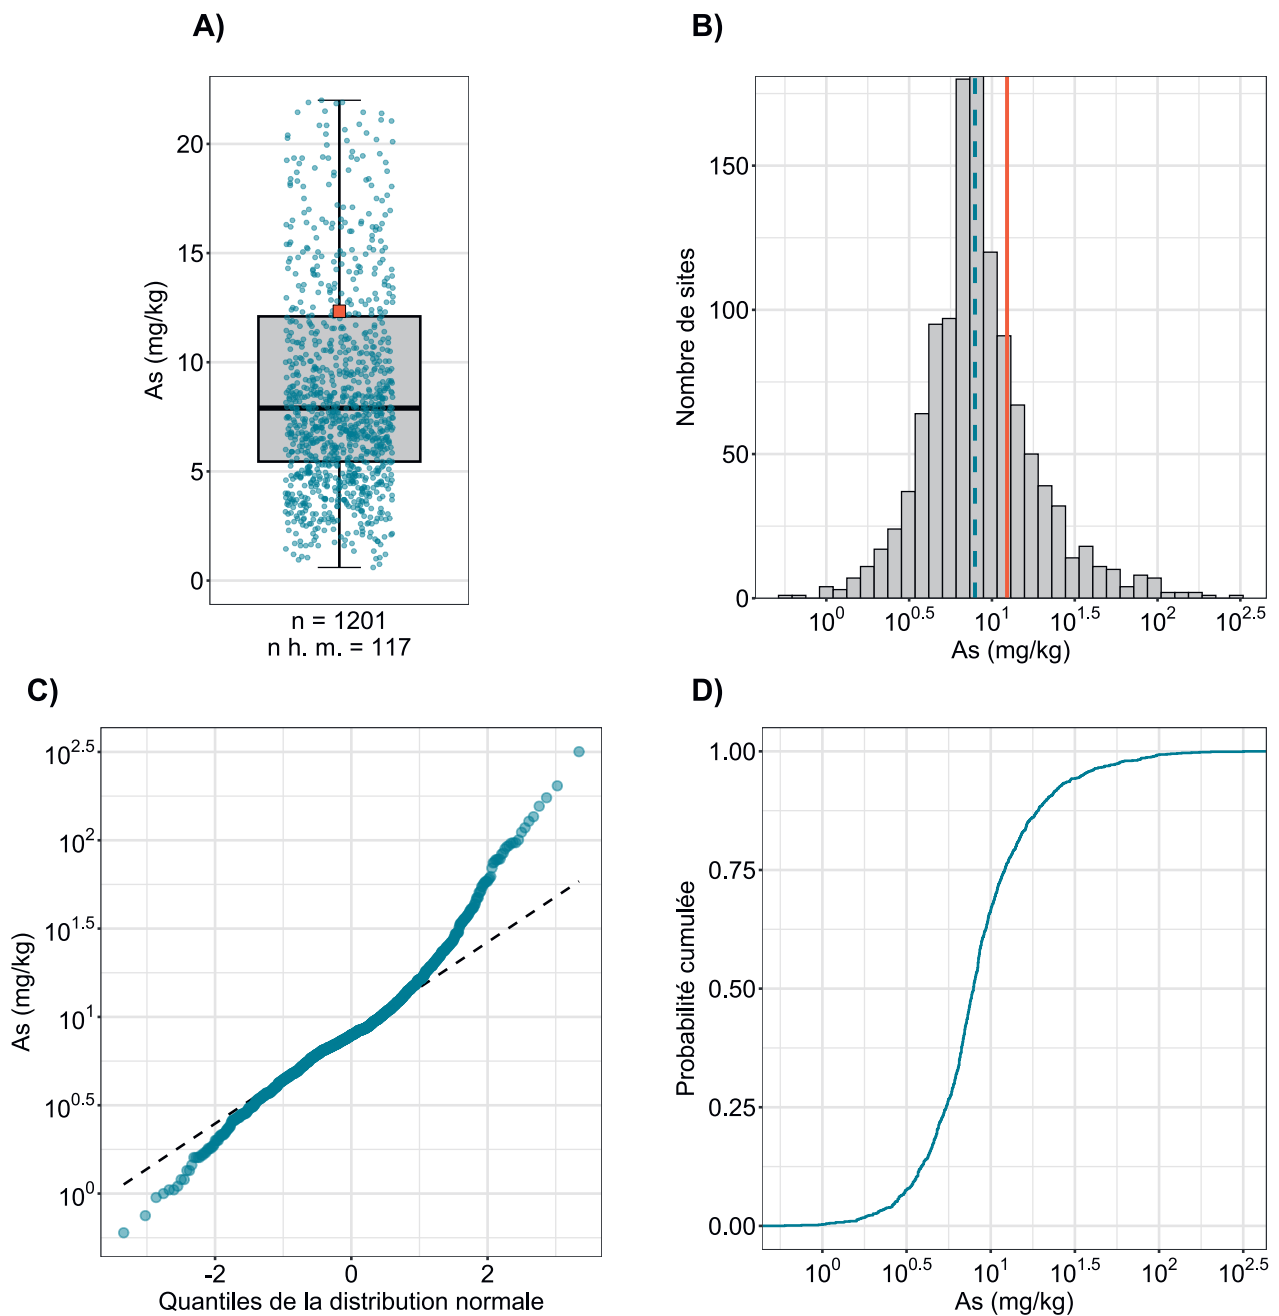 A)
20
15
10
5
0
As (mg/kg)
n = 1201
n h. m. = 117
B)
150
100
50
0
Nombre de sites
10^0 10^0.5 10^1 10^1.5 10^2 10^2.5
As (mg/kg)
C)
10^2.5
10^2
10^1.5
10^1
10^0.5
10^0
As (mg/kg)
-2 0 2
Quantiles de la distribution normale
D)
1.00
0.75
0.50
0.25
0.00
Probabilité cumulée
10^0 10^0.5 10^1 10^1.5 10^2 10^2.5
As (mg/kg)